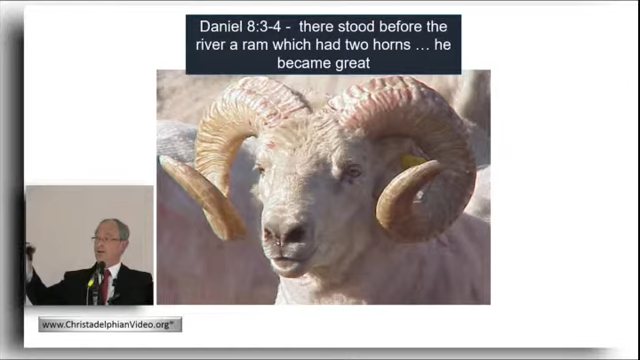 Daniel 8:3-4 - there stood before the
river a ram which had two horns … he
became great
www.ChristadelphianVideo.org*